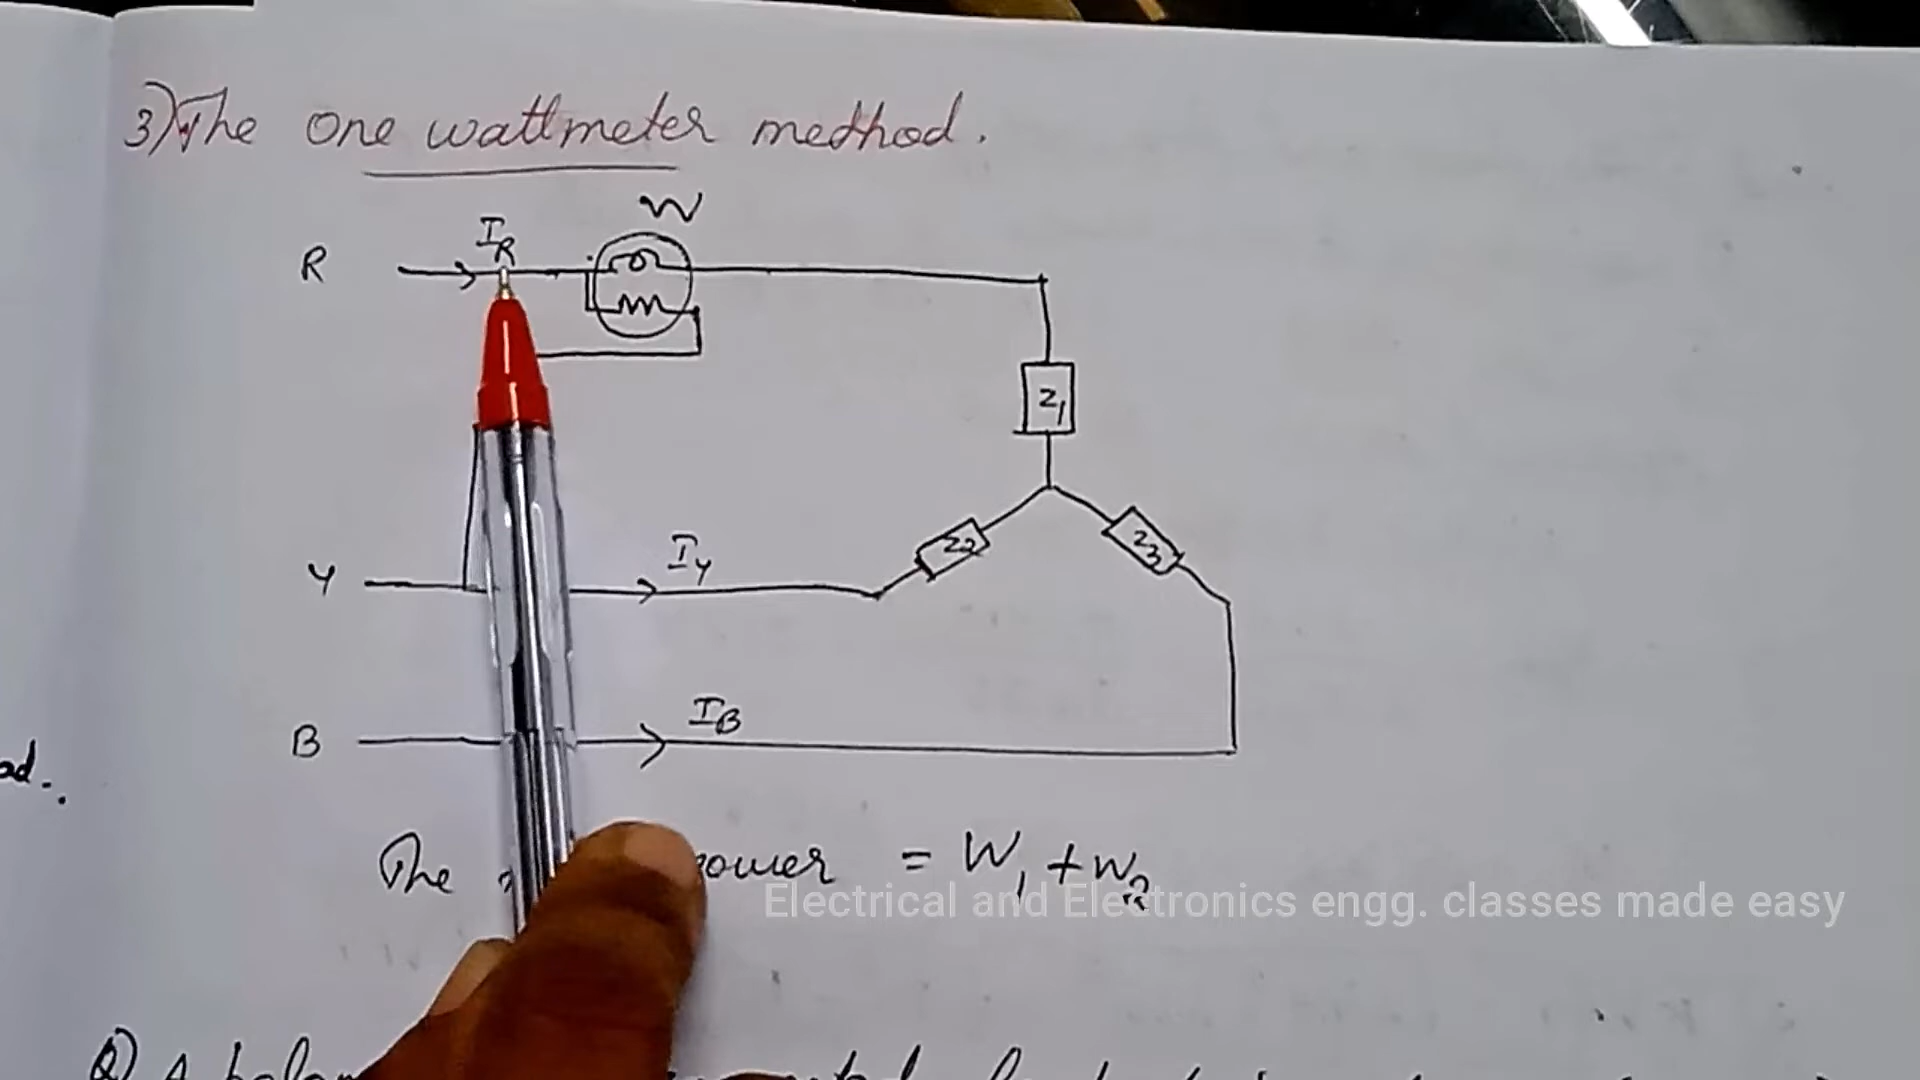 3) The one wattmeter method.
W
I_R
R
Z1
Z2
Z3
I_Y
Y
I_B
B
ad..
The power = W1 + W2
Electrical and Electronics engg. classes made easy
Q) A